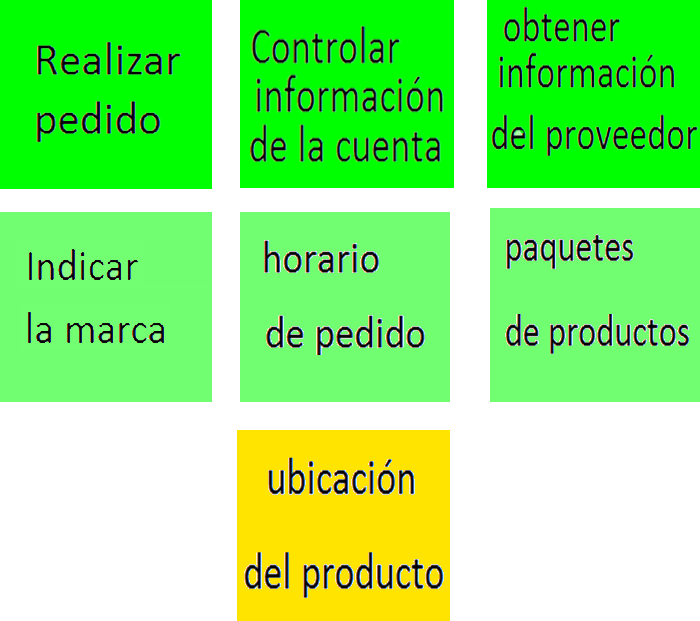 Realizar
pedido
Controlar
información
de la cuenta
obtener
información
del proveedor
Indicar
la marca
horario
de pedido
paquetes
de productos
ubicación
del producto